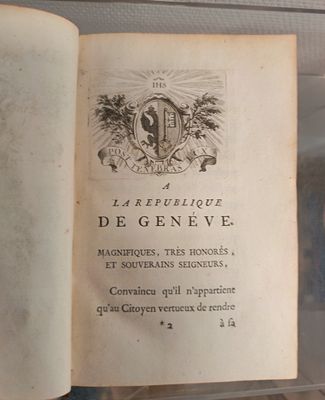 IHS
POST TENEBRAS LUX
A
LA REPUBLIQUE
DE GENÉVE.
MAGNIFIQUES, TRÈS HONORÉS,
ET SOUVERAINS SEIGNEURS,
Convaincu qu'il n'appartient
qu'au Citoyen vertueux de rendre
*2 à sa